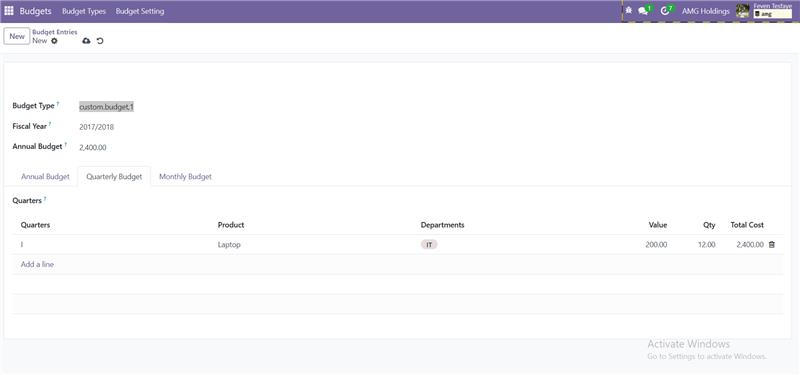 Budgets Budget Types Budget Setting 1 7 AMG Holdings Feven Tesfaye
amg
New Budget Entries
New
Budget Type ? custom.budget,1
Fiscal Year ? 2017/2018
Annual Budget ? 2,400.00
Annual Budget Quarterly Budget Monthly Budget
Quarters ?
Quarters Product Departments Value Qty Total Cost
I Laptop IT 200.00 12.00 2,400.00
Add a line
Activate Windows
Go to Settings to activate Windows.